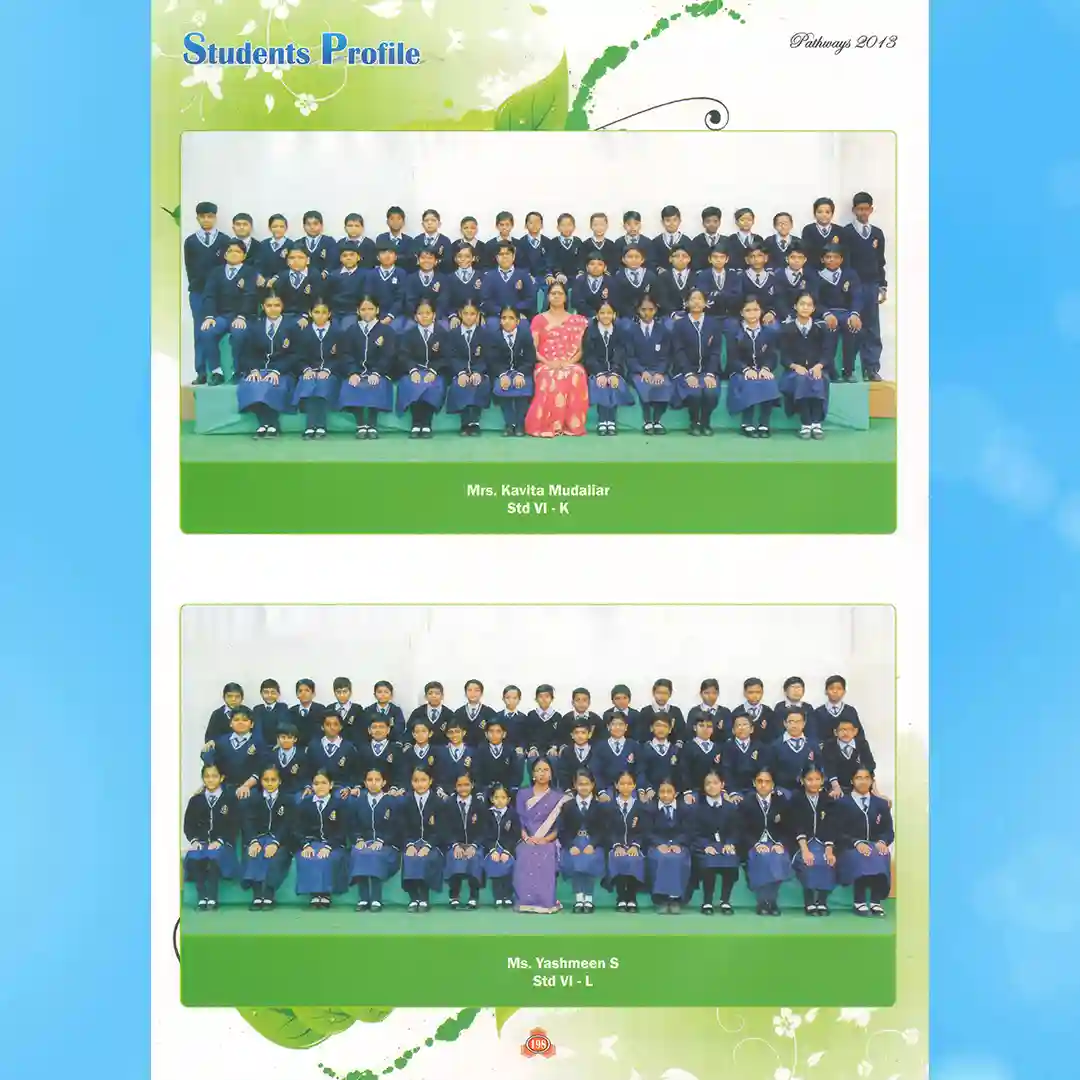 Students Profile
Pathways 2013
Mrs. Kavita Mudaliar
Std VI - K
Ms. Yashmeen S
Std VI - L
198